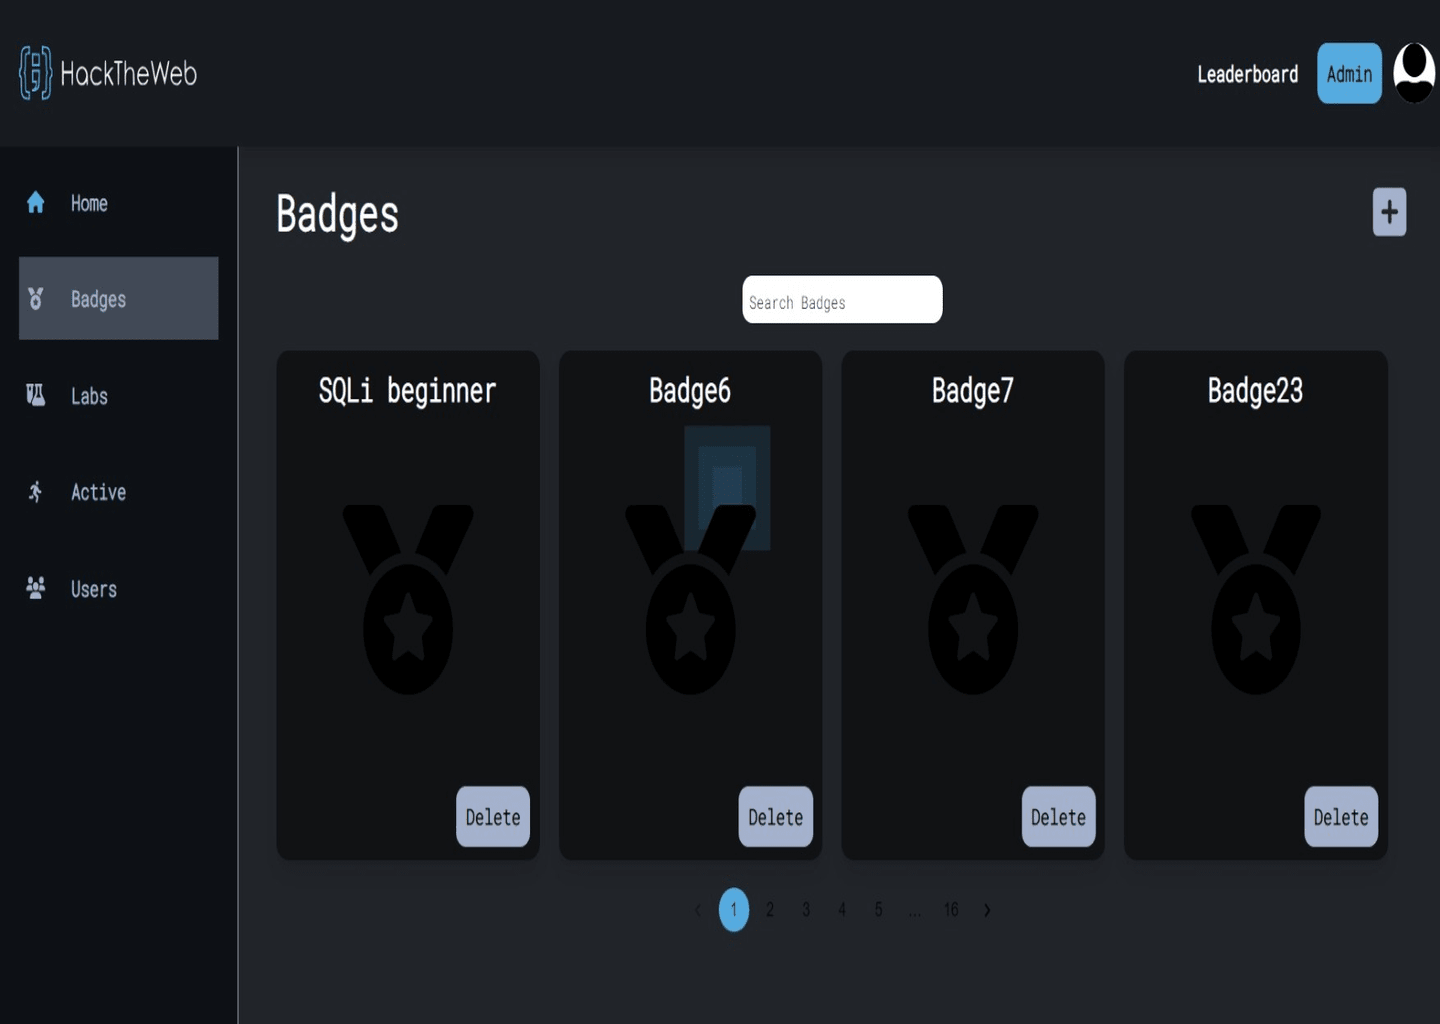 HackTheWeb
Leaderboard
Admin
Home
Badges
Labs
Active
Users
Badges
Search Badges
SQLi beginner
Badge6
Badge7
Badge23
Delete
Delete
Delete
Delete
‹ 1 2 3 4 5 ... 16 ›